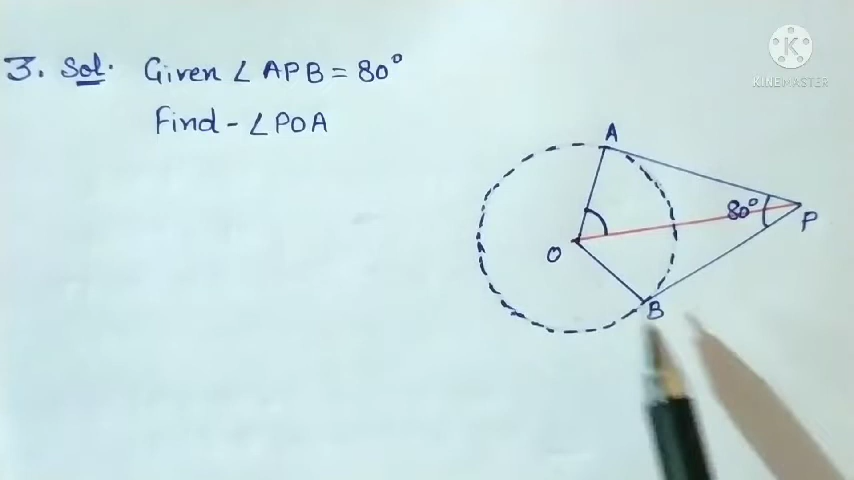 3. Sol. Given ∠ APB = 80°
Find - ∠ POA
K
KINEMASTER
A
80°
P
O
B